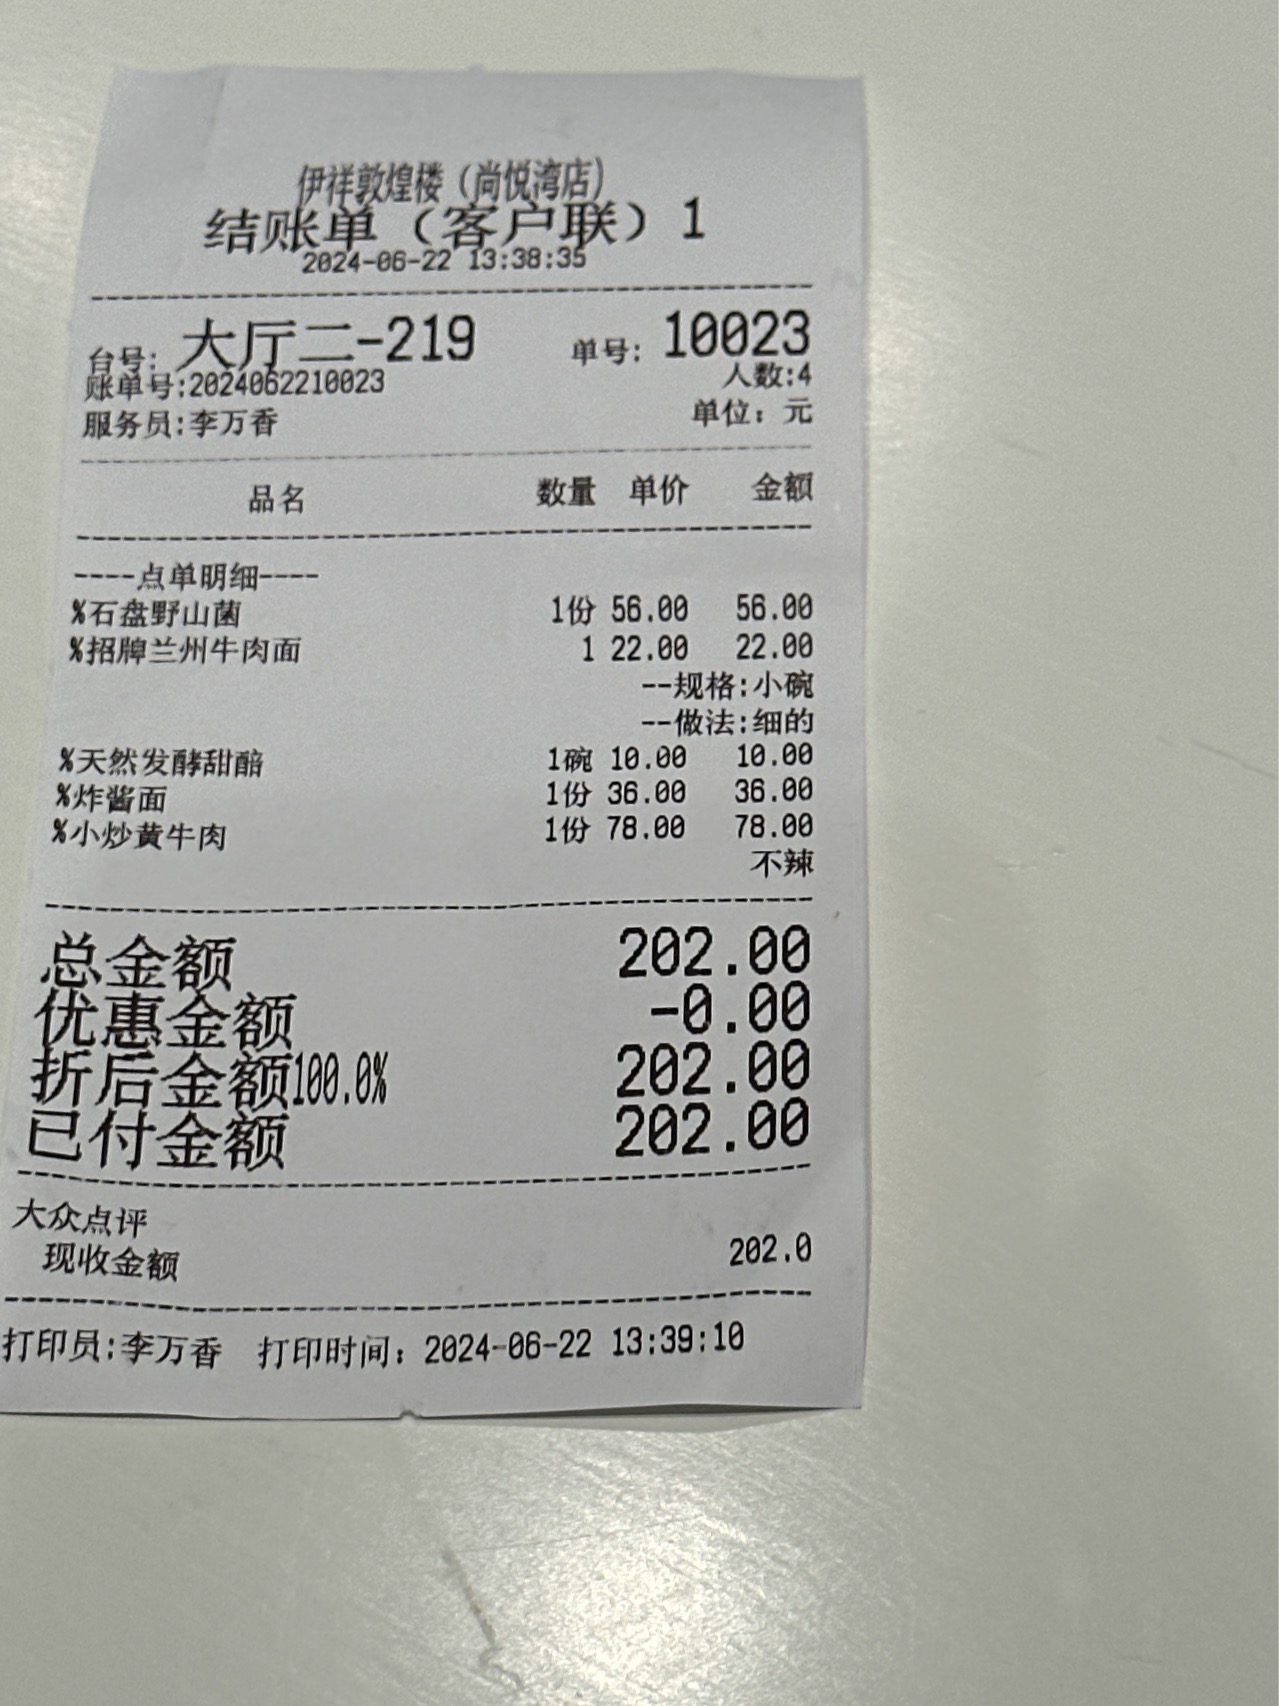 伊祥敦煌楼（尚悦湾店）
结账单（客户联）1
2024-06-22 13:38:35
台号: 大厅二-219 单号: 10023
账单号:2024062210023 人数:4
服务员:李万香 单位: 元
品名 数量 单价 金额
----点单明细----
%石盘野山菌 1份 56.00 56.00
%招牌兰州牛肉面 1 22.00 22.00
--规格:小碗
--做法:细的
%天然发酵甜醅 1碗 10.00 10.00
%炸酱面 1份 36.00 36.00
%小炒黄牛肉 1份 78.00 78.00
不辣
总金额 202.00
优惠金额 -0.00
折后金额100.0% 202.00
已付金额 202.00
大众点评
现收金额 202.0
打印员:李万香 打印时间: 2024-06-22 13:39:10